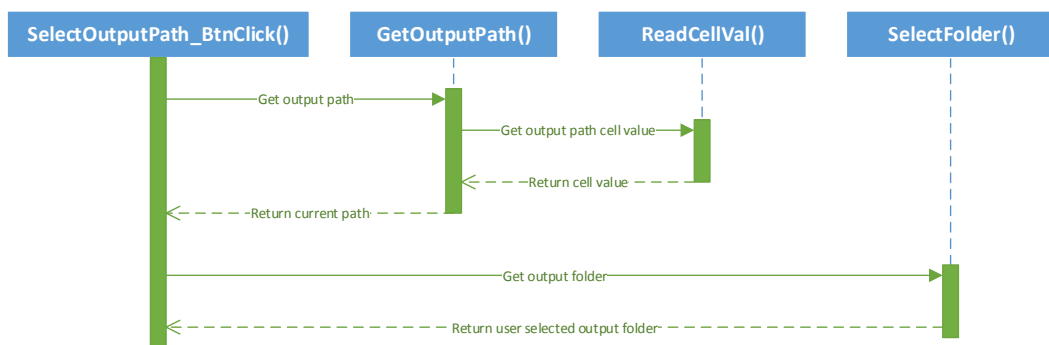 SelectOutputPath_BtnClick()
GetOutputPath()
ReadCellVal()
SelectFolder()
Get output path
Get output path cell value
Return cell value
Return current path
Get output folder
Return user selected output folder